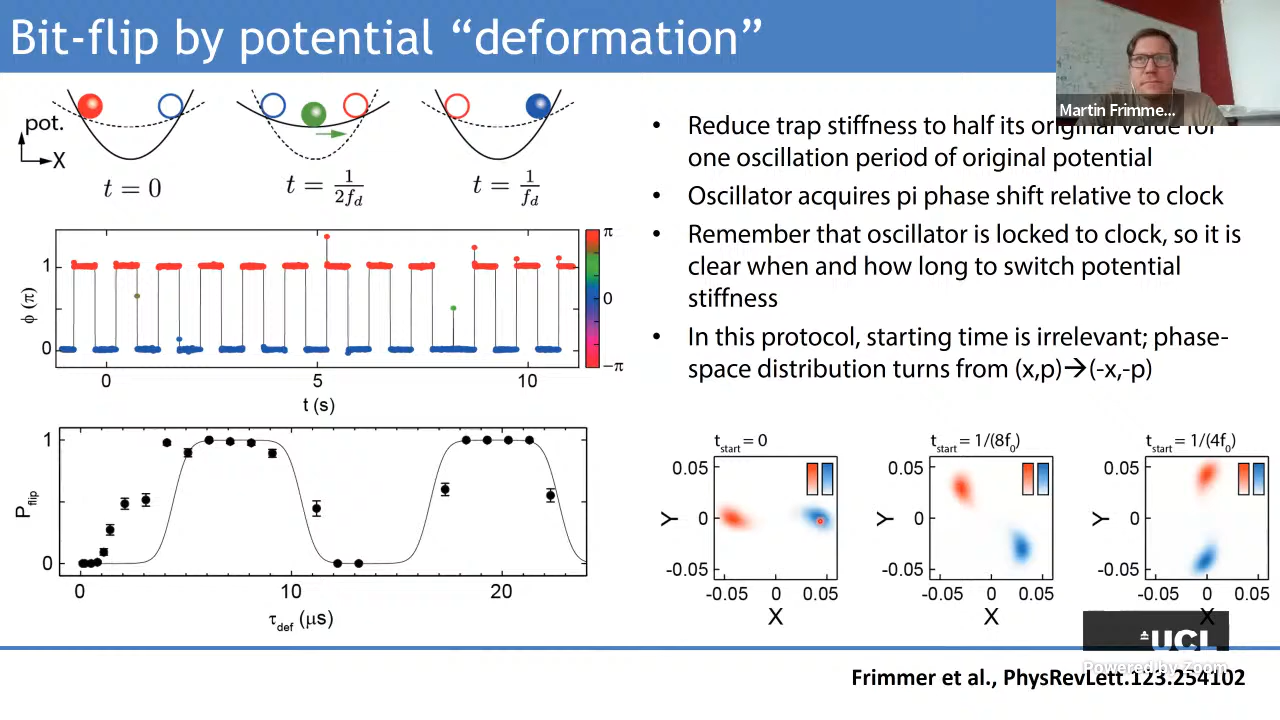 Bit-flip by potential “deformation”
Martin Frimme...
pot.
X
t = 0
t = 1/(2f_d)
t = 1/f_d
• Reduce trap stiffness to half its original value for
one oscillation period of original potential
• Oscillator acquires pi phase shift relative to clock
• Remember that oscillator is locked to clock, so it is
clear when and how long to switch potential
stiffness
• In this protocol, starting time is irrelevant; phase-
space distribution turns from (x,p)→(-x,-p)
ϕ (π)
1
0
π
0
−π
0 5 10
t (s)
P_flip
1
0
0 10 20
τ_def (μs)
t_start = 0
0.05
0
-0.05
Y
-0.05 0 0.05
X
t_start = 1/(8f_0)
0.05
0
-0.05
Y
-0.05 0 0.05
X
t_start = 1/(4f_0)
0.05
0
-0.05
Y
-0.05 0 0.05
X
UCL
Powered by Zoom
Frimmer et al., PhysRevLett.123.254102